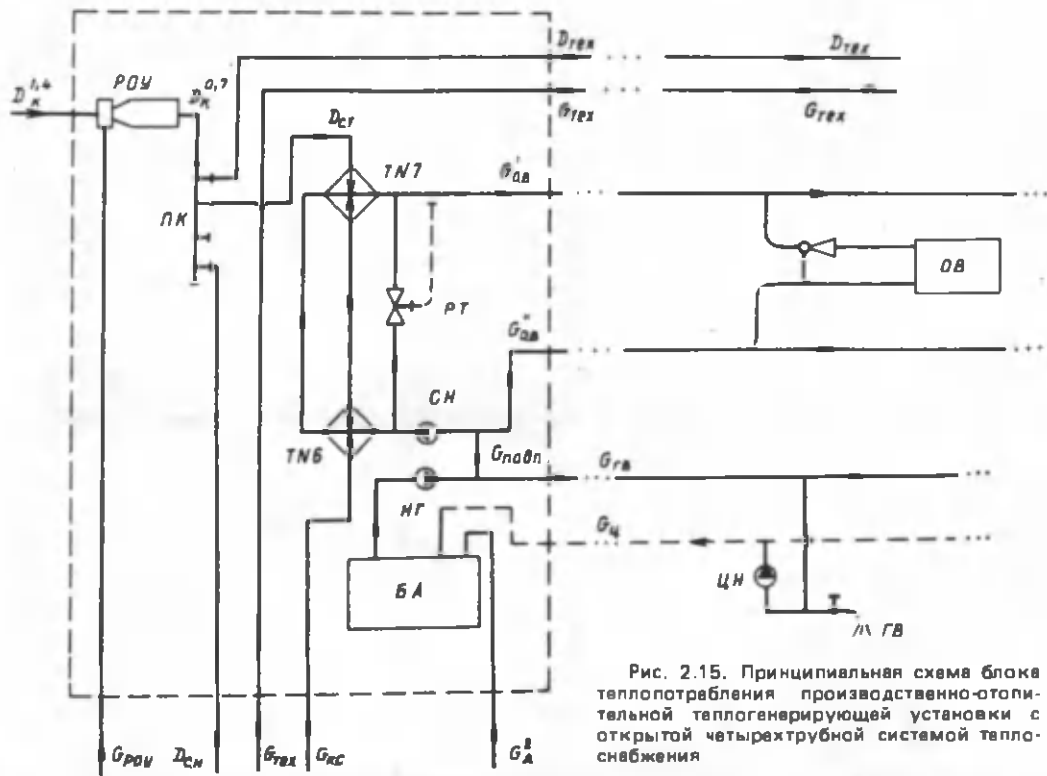 D_тех
D_тех
РОУ
D_к^1,4
D_к^0,7
G_тех
G_тех
D_ст
TN7
G'_ов
ПК
ОВ
РТ
G''_ов
СН
TN6
G_подп
G_гв
НГ
G_ц
ЦН
БА
ГВ
Рис. 2.15. Принципиальная схема блока
теплопотребления производственно-отопи-
тельной теплогенерирующей установки с
открытой четырехтрубной системой тепло-
снабжения
G_РОУ
D_сн
G_тех
G_кс
G_А^в